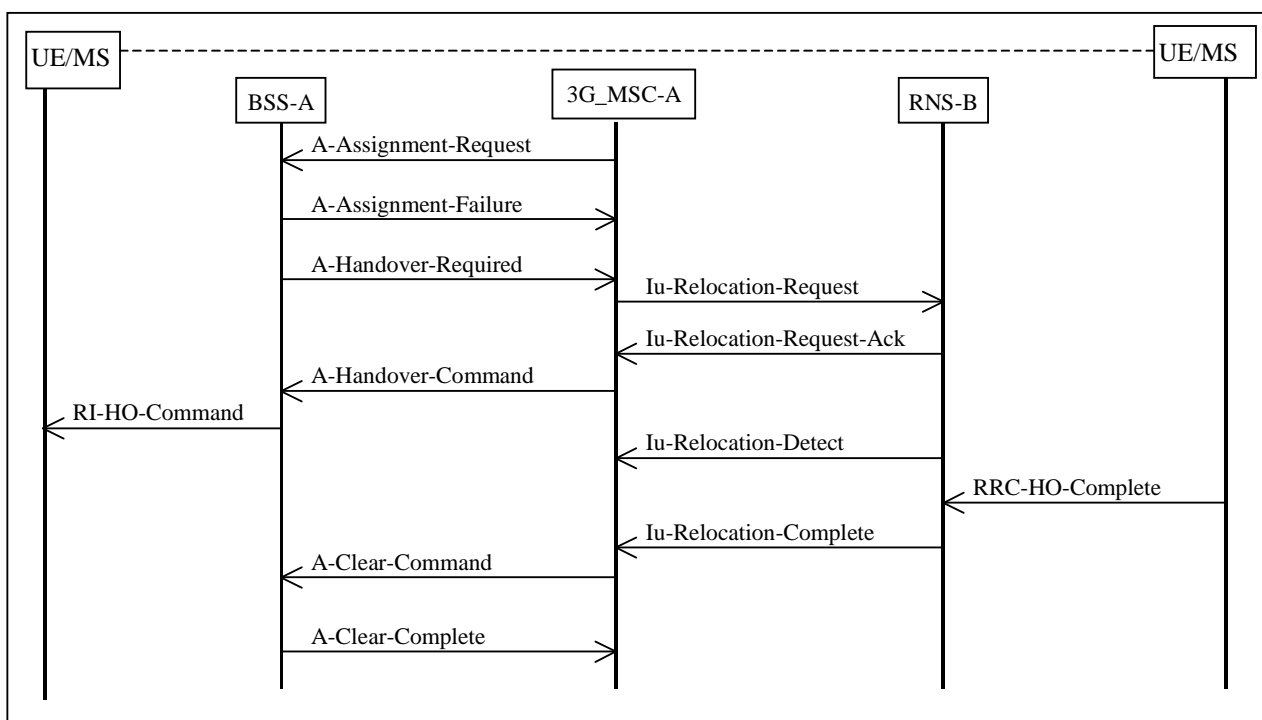 UE/MS
UE/MS
BSS-A
3G_MSC-A
RNS-B
A-Assignment-Request
A-Assignment-Failure
A-Handover-Required
Iu-Relocation-Request
Iu-Relocation-Request-Ack
A-Handover-Command
RI-HO-Command
Iu-Relocation-Detect
RRC-HO-Complete
Iu-Relocation-Complete
A-Clear-Command
A-Clear-Complete